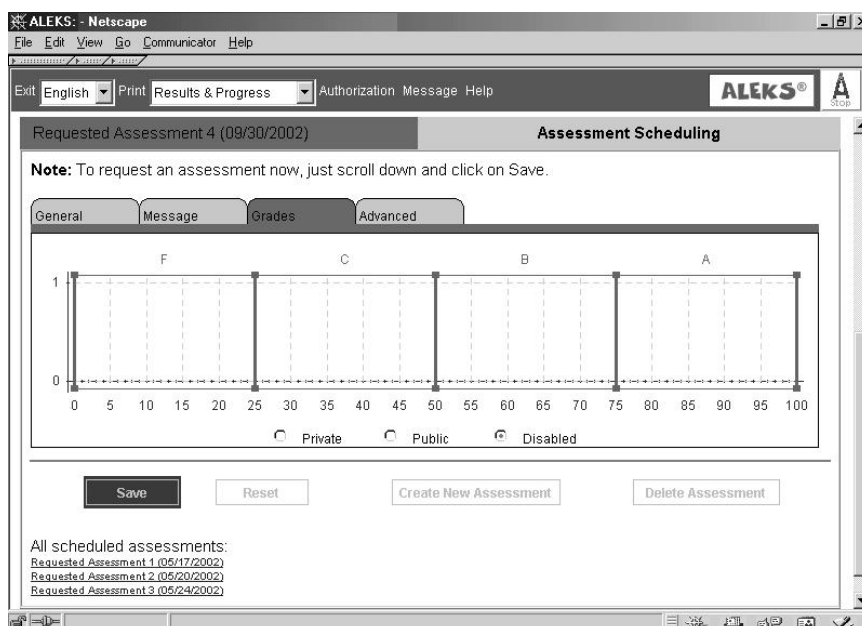 ALEKS: - Netscape
File Edit View Go Communicator Help
Exit English Print Results & Progress Authorization Message Help ALEKS® A Stop
Requested Assessment 4 (09/30/2002) Assessment Scheduling
Note: To request an assessment now, just scroll down and click on Save.
General Message Grades Advanced
F C B A
1
0
0 5 10 15 20 25 30 35 40 45 50 55 60 65 70 75 80 85 90 95 100
Private Public Disabled
Save Reset Create New Assessment Delete Assessment
All scheduled assessments:
Requested Assessment 1 (05/17/2002)
Requested Assessment 2 (05/20/2002)
Requested Assessment 3 (05/24/2002)